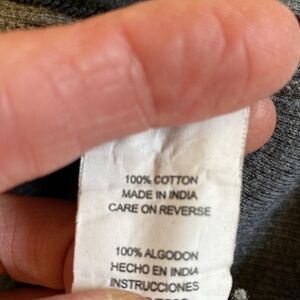 100% COTTON
MADE IN INDIA
CARE ON REVERSE
100% ALGODON
HECHO EN INDIA
INSTRUCCIONES